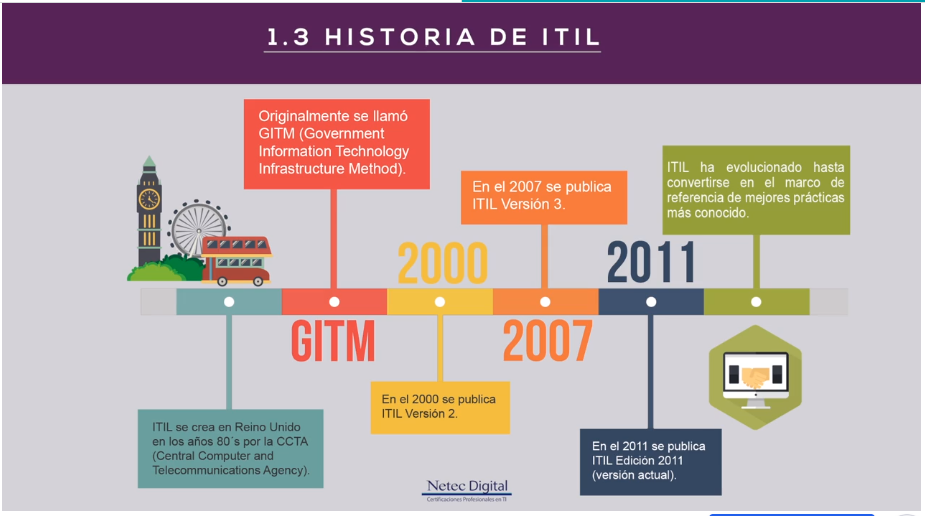 1.3 HISTORIA DE ITIL
Originalmente se llamó
GITM (Government
Information Technology
Infrastructure Method).
En el 2007 se publica
ITIL Versión 3.
ITIL ha evolucionado hasta
convertirse en el marco de
referencia de mejores prácticas
más conocido.
2000
2011
GITM
2007
ITIL se crea en Reino Unido
en los años 80´s por la CCTA
(Central Computer and
Telecommunications Agency).
En el 2000 se publica
ITIL Versión 2.
En el 2011 se publica
ITIL Edición 2011
(versión actual).
Netec Digital
Certificaciones Profesionales en TI